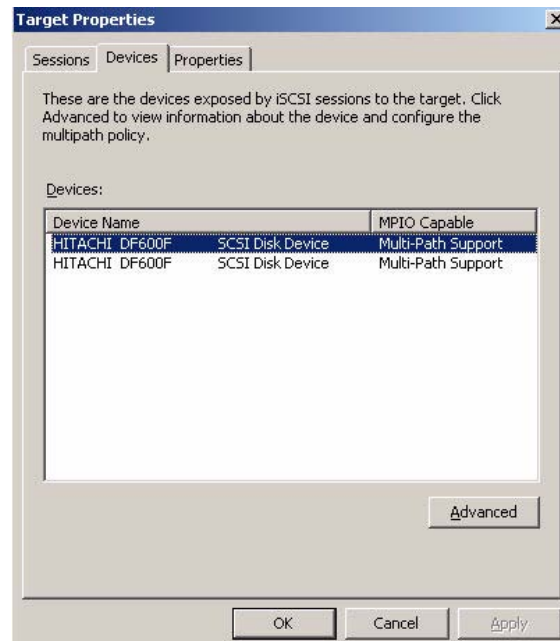 Target Properties
Sessions Devices Properties
These are the devices exposed by iSCSI sessions to the target. Click
Advanced to view information about the device and configure the
multipath policy.
Devices:
Device Name MPIO Capable
HITACHI DF600F SCSI Disk Device Multi-Path Support
HITACHI DF600F SCSI Disk Device Multi-Path Support
Advanced
OK Cancel Apply